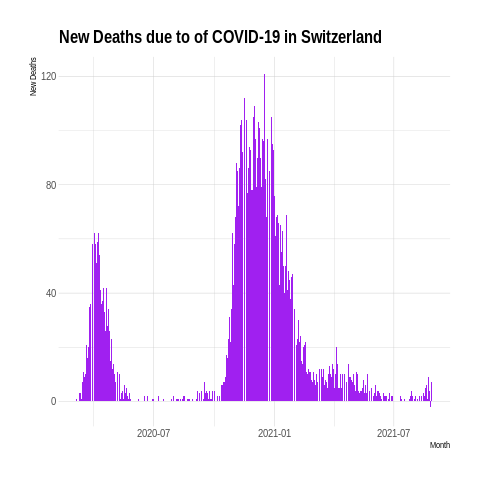 New Deaths due to of COVID-19 in Switzerland
New Deaths
120
80
40
0
2020-07
2021-01
2021-07
Month